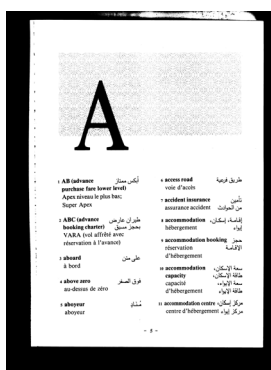 A
1 AB (advance أبكس ممتاز
purchase fare lower level)
Apex niveau le plus bas;
Super Apex
2 ABC (advance طيران عارض
booking charter) بحجز مسبق
VARA (vol affrété avec
réservation à l'avance)
3 aboard على متن
à bord
4 above zero فوق الصفر
au-dessus de zéro
5 aboyeur مُنادٍ
aboyeur
6 access road طريق فرعية
voie d'accès
7 accident insurance تأمين
assurance accident من الحوادث
8 accommodation إقامة، إسكان،
hébergement إيواء
9 accommodation booking حجز
réservation الإقامة
d'hébergement
10 accommodation سعة الإسكان،
capacity طاقة الإسكان،
capacité سعة الإيواء،
d'hébergement طاقة الإيواء
11 accommodation centre مركز إسكان،
centre d'hébergement مركز إيواء
- 5 -